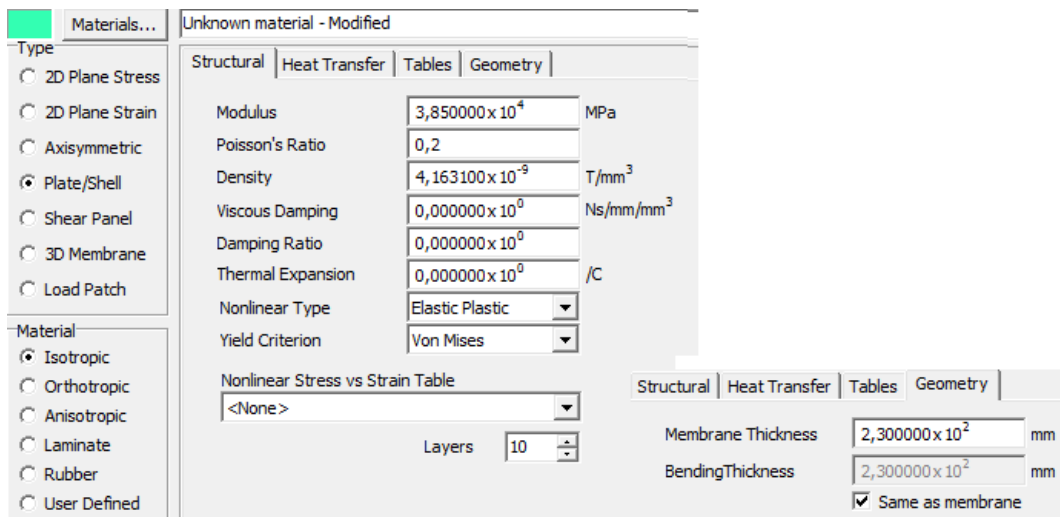 Materials... Unknown material - Modified
Type
2D Plane Stress
2D Plane Strain
Axisymmetric
Plate/Shell
Shear Panel
3D Membrane
Load Patch
Material
Isotropic
Orthotropic
Anisotropic
Laminate
Rubber
User Defined
Structural Heat Transfer Tables Geometry
Modulus 3,850000x10⁴ MPa
Poisson's Ratio 0,2
Density 4,163100x10⁻⁹ T/mm³
Viscous Damping 0,000000x10⁰ Ns/mm/mm³
Damping Ratio 0,000000x10⁰
Thermal Expansion 0,000000x10⁰ /C
Nonlinear Type Elastic Plastic
Yield Criterion Von Mises
Nonlinear Stress vs Strain Table
<None>
Layers 10
Structural Heat Transfer Tables Geometry
Membrane Thickness 2,300000x10² mm
BendingThickness 2,300000x10² mm
Same as membrane